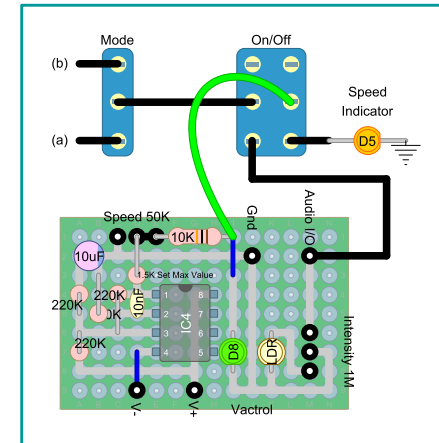 Mode
On/Off
(b)
Speed
Indicator
(a)
D5
Speed 50K
Gnd
Audio I/O
10K
10uF
1.5K Set Max Value
220K
220K
10nF
1
2
3
4
8
7
6
5
IC4
220K
D8
LDR
Intensity 1M
V-
V+
Vactrol